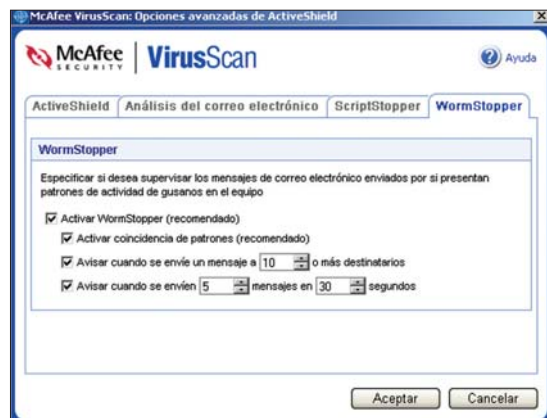 McAfee VirusScan: Opciones avanzadas de ActiveShield
McAfee SECURITY VirusScan
Ayuda
ActiveShield
Análisis del correo electrónico
ScriptStopper
WormStopper
WormStopper
Especificar si desea supervisar los mensajes de correo electrónico enviados por si presentan
patrones de actividad de gusanos en el equipo
Activar WormStopper (recomendado)
Activar coincidencia de patrones (recomendado)
Avisar cuando se envíe un mensaje a 10 o más destinatarios
Avisar cuando se envíen 5 mensajes en 30 segundos
Aceptar
Cancelar